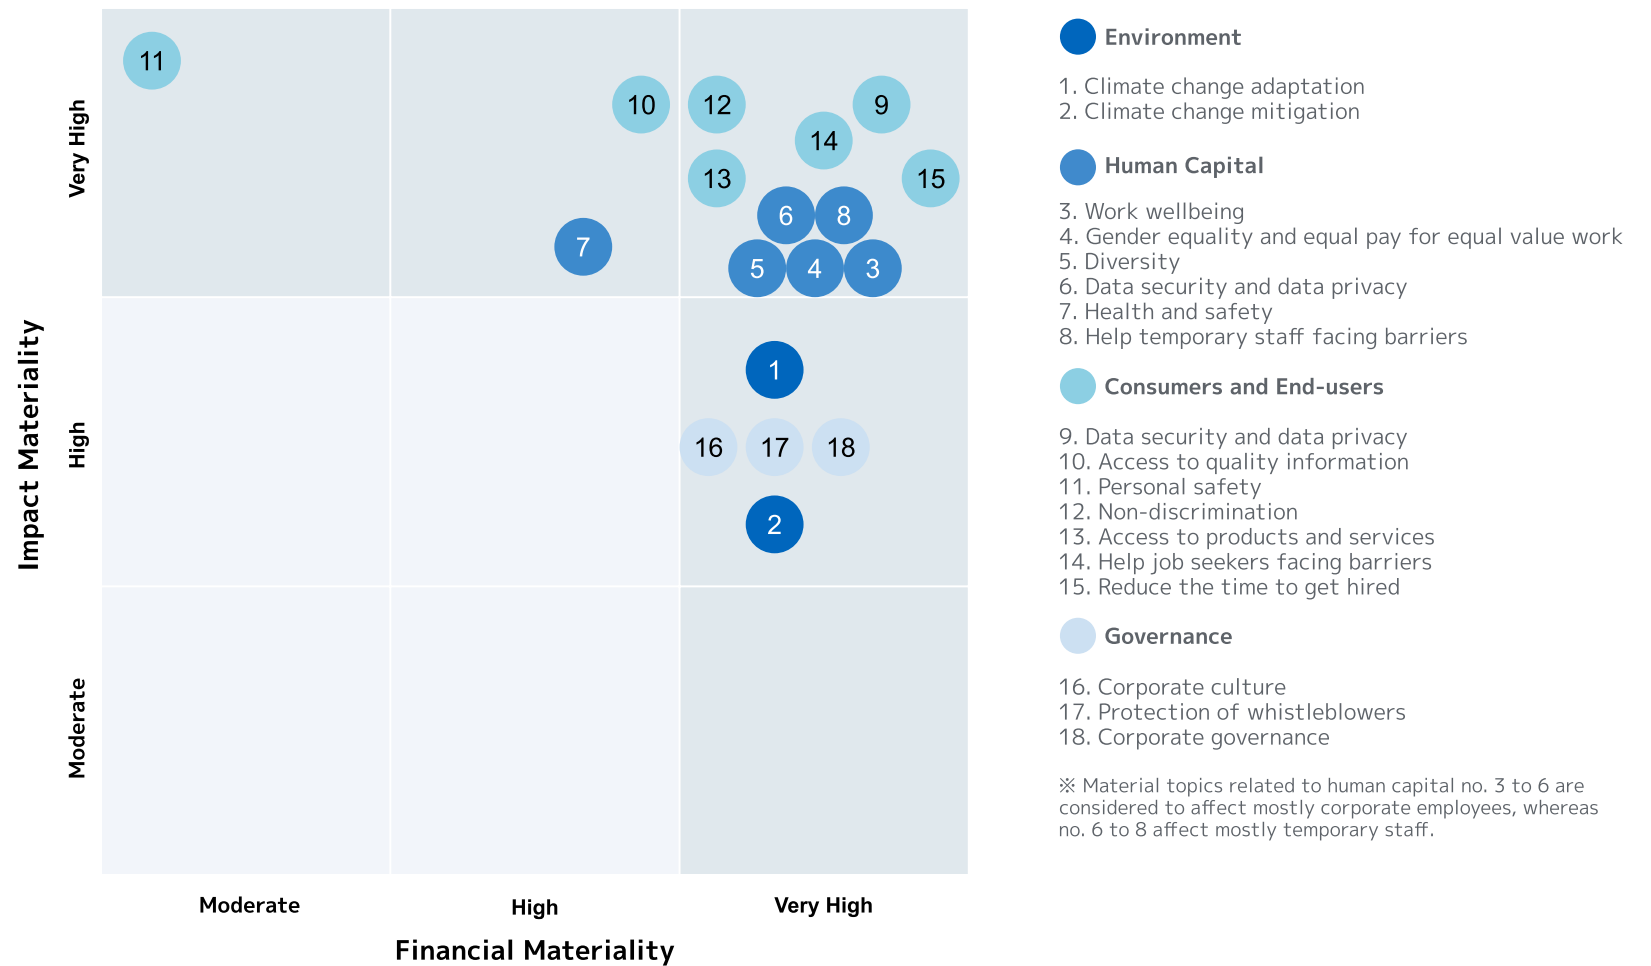 11
10
12
9
14
13
15
6
8
7
5
4
3
1
16
17
18
2
Very High
High
Moderate
Impact Materiality
Moderate
High
Very High
Financial Materiality
Environment
1. Climate change adaptation
2. Climate change mitigation
Human Capital
3. Work wellbeing
4. Gender equality and equal pay for equal value work
5. Diversity
6. Data security and data privacy
7. Health and safety
8. Help temporary staff facing barriers
Consumers and End-users
9. Data security and data privacy
10. Access to quality information
11. Personal safety
12. Non-discrimination
13. Access to products and services
14. Help job seekers facing barriers
15. Reduce the time to get hired
Governance
16. Corporate culture
17. Protection of whistleblowers
18. Corporate governance
※ Material topics related to human capital no. 3 to 6 are
considered to affect mostly corporate employees, whereas
no. 6 to 8 affect mostly temporary staff.